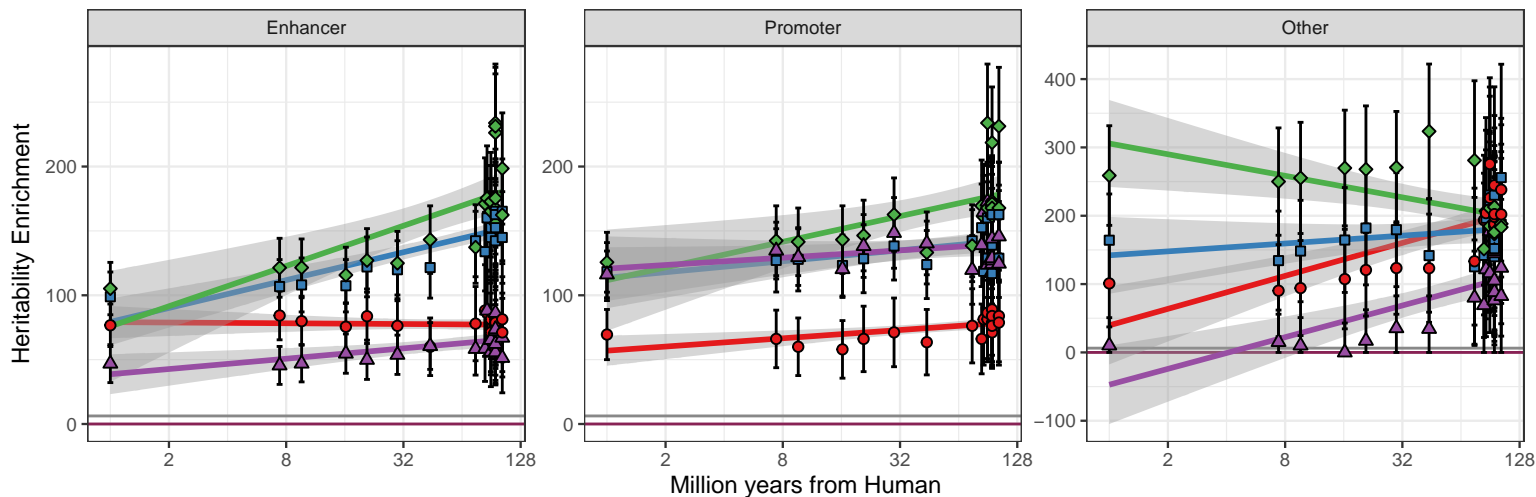 Enhancer Promoter Other
Heritability Enrichment
200
100
0
200
100
0
400
300
200
100
0
−100
2 8 32 128
2 8 32 128
2 8 32 128
Million years from Human